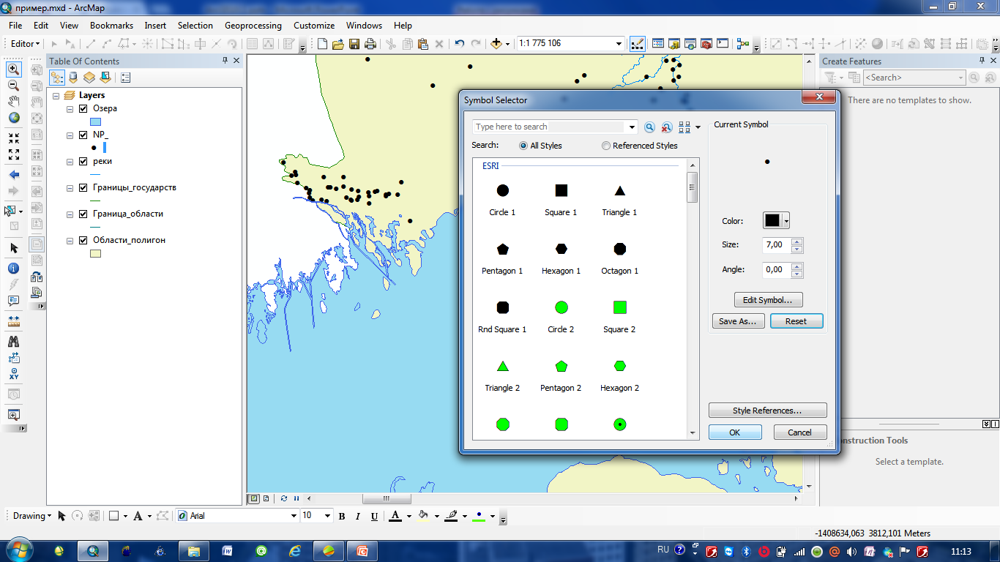 пример.mxd - ArcMap
File Edit View Bookmarks Insert Selection Geoprocessing Customize Windows Help
Editor
1:1 775 106
Table Of Contents
Layers
Озера
NP_
реки
Границы_государств
Граница_области
Области_полигон
Create Features
<Search>
There are no templates to show.
Symbol Selector
Type here to search
Search: All Styles Referenced Styles
ESRI
Circle 1 Square 1 Triangle 1
Pentagon 1 Hexagon 1 Octagon 1
Rnd Square 1 Circle 2 Square 2
Triangle 2 Pentagon 2 Hexagon 2
Current Symbol
Color:
Size: 7,00
Angle: 0,00
Edit Symbol...
Save As... Reset
Style References...
OK Cancel
nstruction Tools
Select a template.
Drawing A Arial 10 B I U A
-1408634,063 3812,101 Meters
RU 11:13